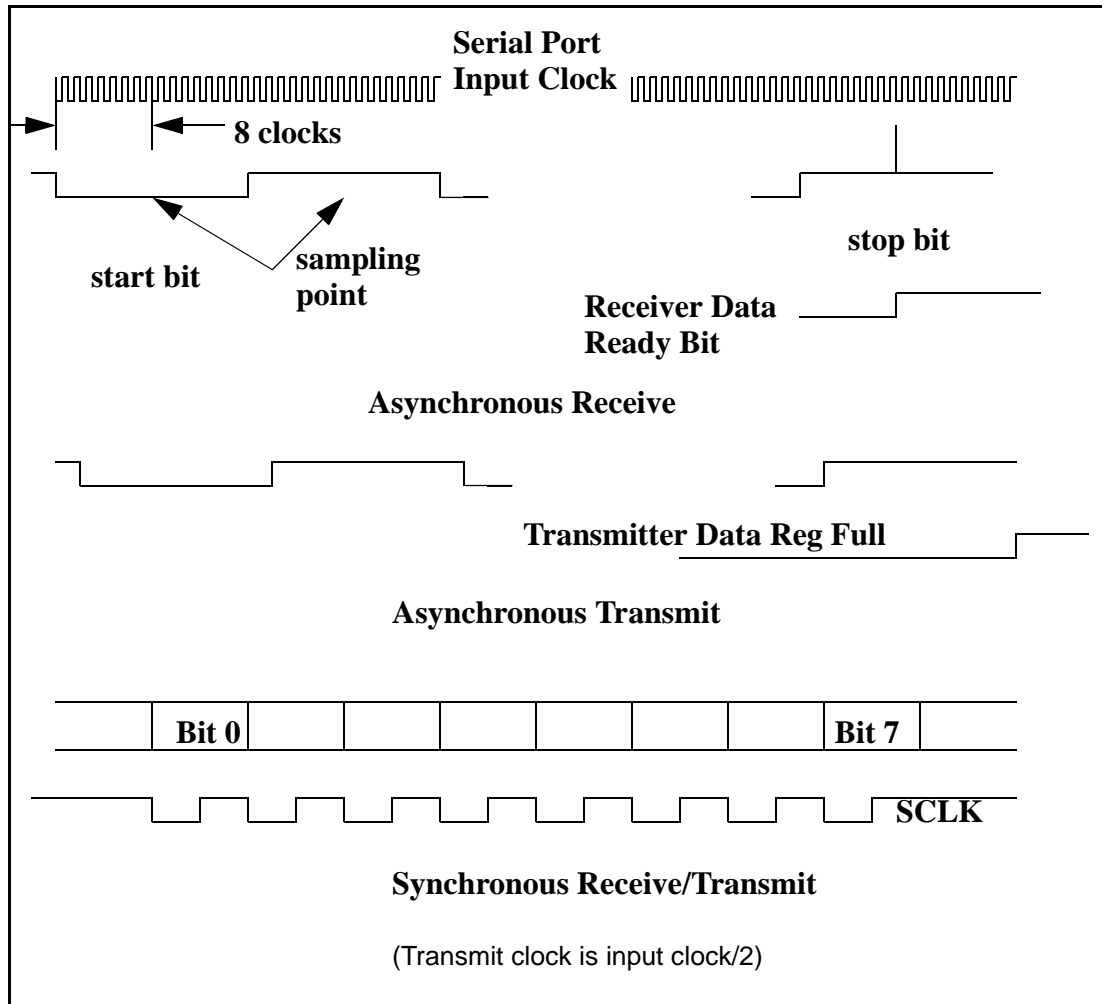 Serial Port
Input Clock
8 clocks
start bit
sampling
point
stop bit
Receiver Data
Ready Bit
Asynchronous Receive
Transmitter Data Reg Full
Asynchronous Transmit
Bit 0
Bit 7
SCLK
Synchronous Receive/Transmit
(Transmit clock is input clock/2)